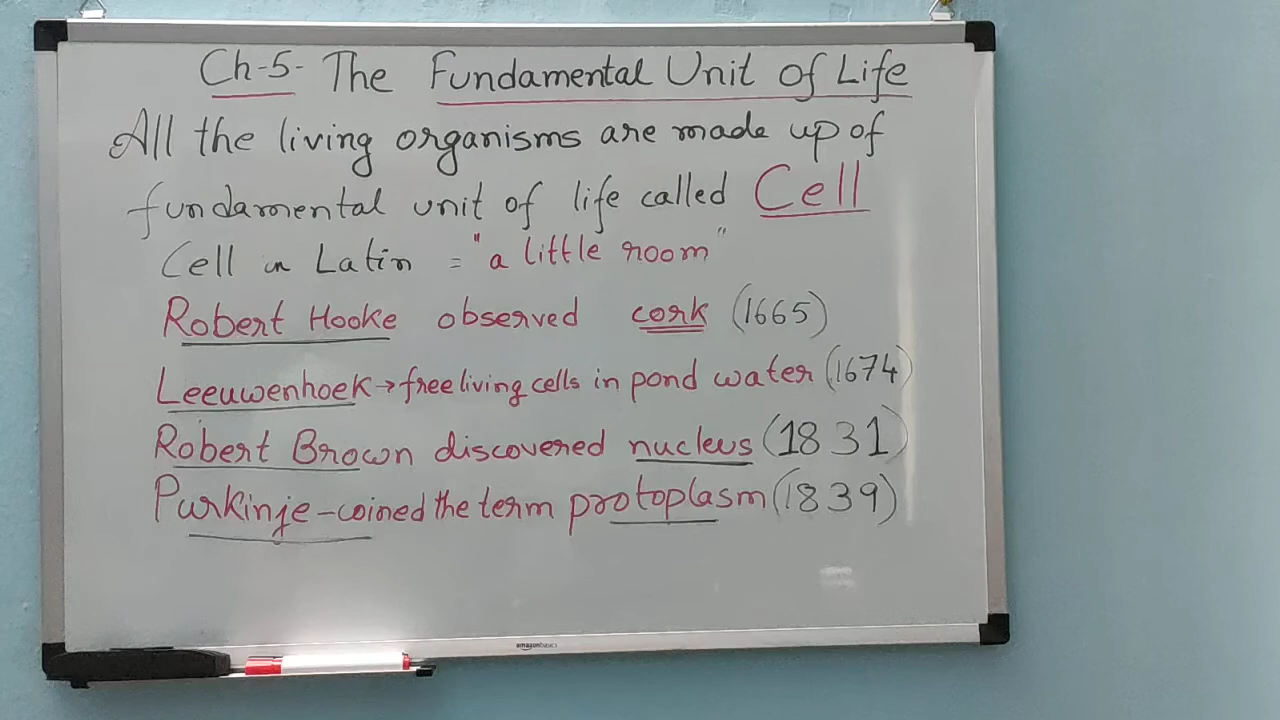 Ch-5- The Fundamental Unit Of Life
All the living organisms are made up of
fundamental unit of life called Cell
Cell in Latin = "a little room"
Robert Hooke observed cork (1665)
Leeuwenhoek→free living cells in pond water (1674)
Robert Brown discovered nucleus (1831)
Purkinje-coined the term protoplasm (1839)
amazonbasics